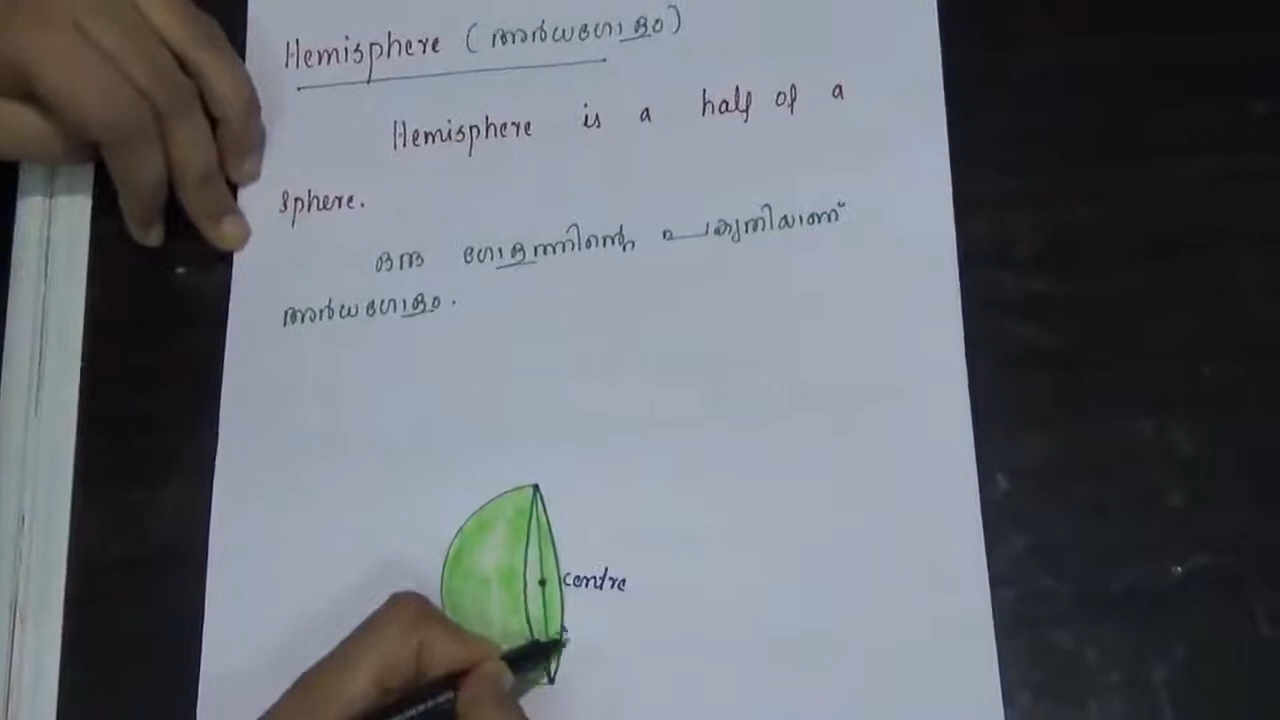 Hemisphere (അർധഗോളം)
Hemisphere is a half of a
sphere.
ഒരു ഗോളത്തിന്റെ പകുതിയാണ്
അർധഗോളം.
centre